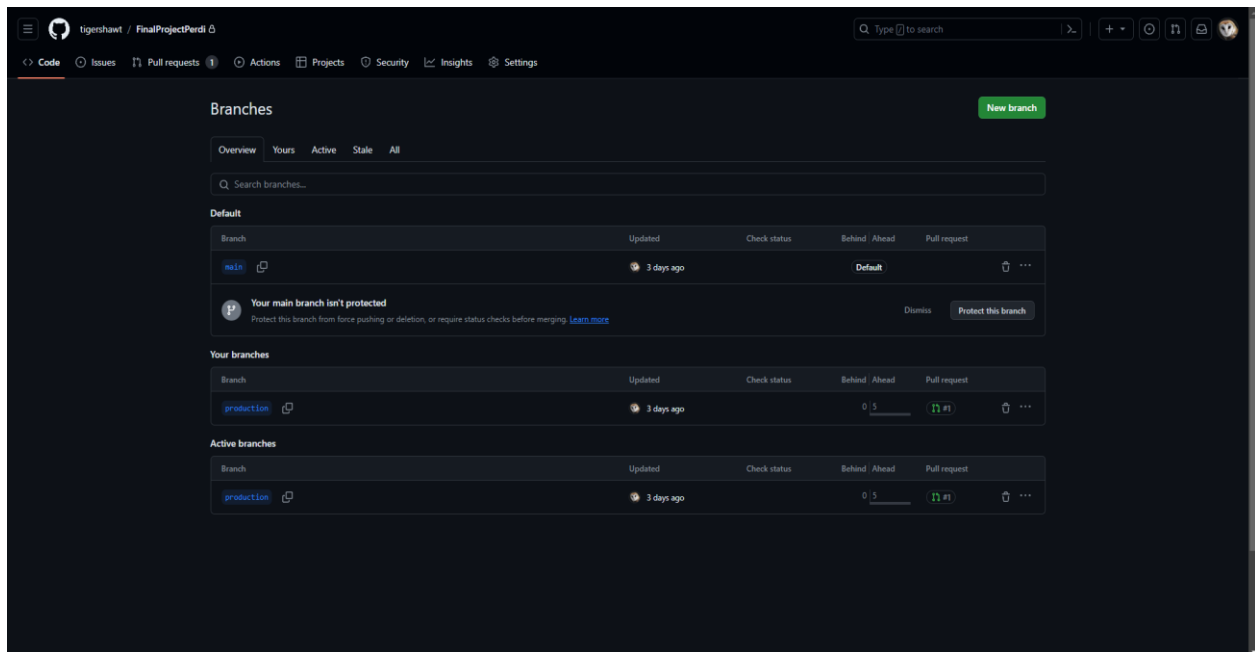 tigershawt / FinalProjectPerdi
Type / to search
Code Issues Pull requests 1 Actions Projects Security Insights Settings
Branches
New branch
Overview Yours Active Stale All
Search branches...
Default
Branch Updated Check status Behind Ahead Pull request
main 3 days ago Default
Your main branch isn't protected
Protect this branch from force pushing or deletion, or require status checks before merging. Learn more
Dismiss Protect this branch
Your branches
Branch Updated Check status Behind Ahead Pull request
production 3 days ago 0 5 #1
Active branches
Branch Updated Check status Behind Ahead Pull request
production 3 days ago 0 5 #1